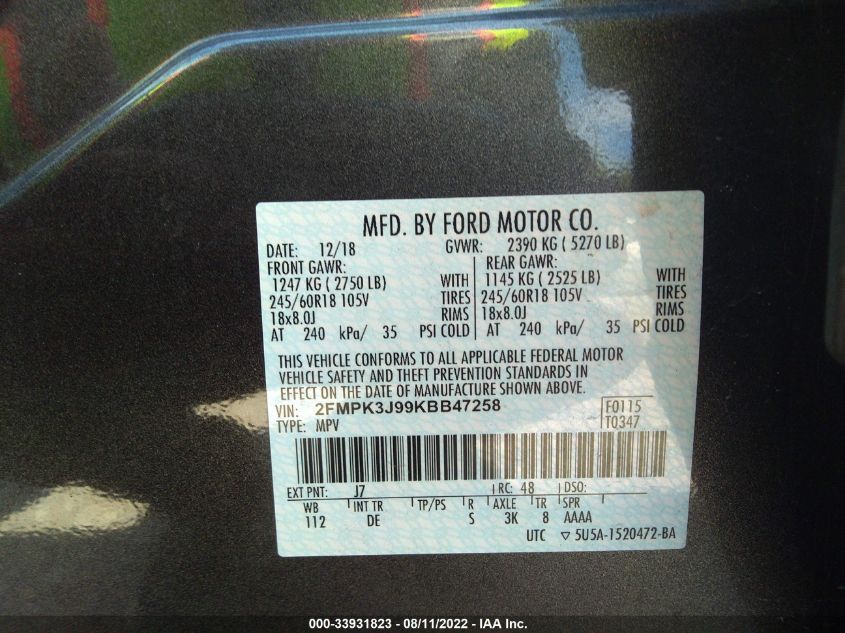 MFD. BY FORD MOTOR CO.
DATE: 12/18 GVWR: 2390 KG ( 5270 LB)
FRONT GAWR: REAR GAWR:
1247 KG ( 2750 LB) WITH 1145 KG ( 2525 LB) WITH
245/60R18 105V TIRES 245/60R18 105V TIRES
18x8.0J RIMS 18x8.0J RIMS
AT 240 kPa/ 35 PSI COLD AT 240 kPa/ 35 PSI COLD
THIS VEHICLE CONFORMS TO ALL APPLICABLE FEDERAL MOTOR
VEHICLE SAFETY AND THEFT PREVENTION STANDARDS IN
EFFECT ON THE DATE OF MANUFACTURE SHOWN ABOVE.
VIN: 2FMPK3J99KBB47258 F0115
TYPE: MPV T0347
EXT PNT: J7 RC: 48 DSO:
WB INT TR TP/PS R AXLE TR SPR
112 DE S 3K 8 AAAA
UTC ▽ 5U5A-1520472-BA
000-33931823 - 08/11/2022 - IAA Inc.